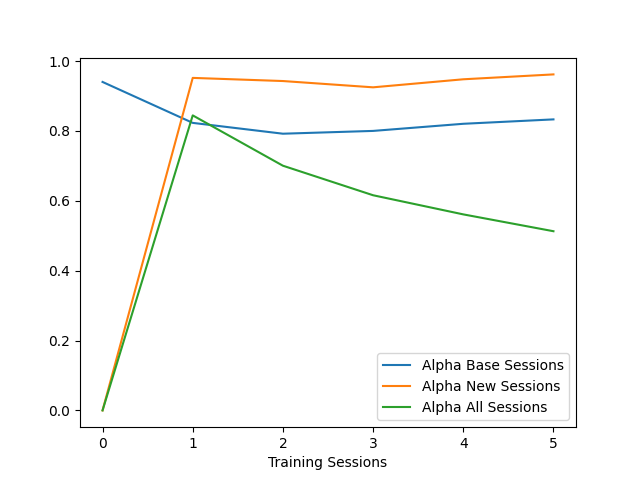 1.0
0.8
0.6
0.4
0.2
0.0
Alpha Base Sessions
Alpha New Sessions
Alpha All Sessions
0 1 2 3 4 5
Training Sessions